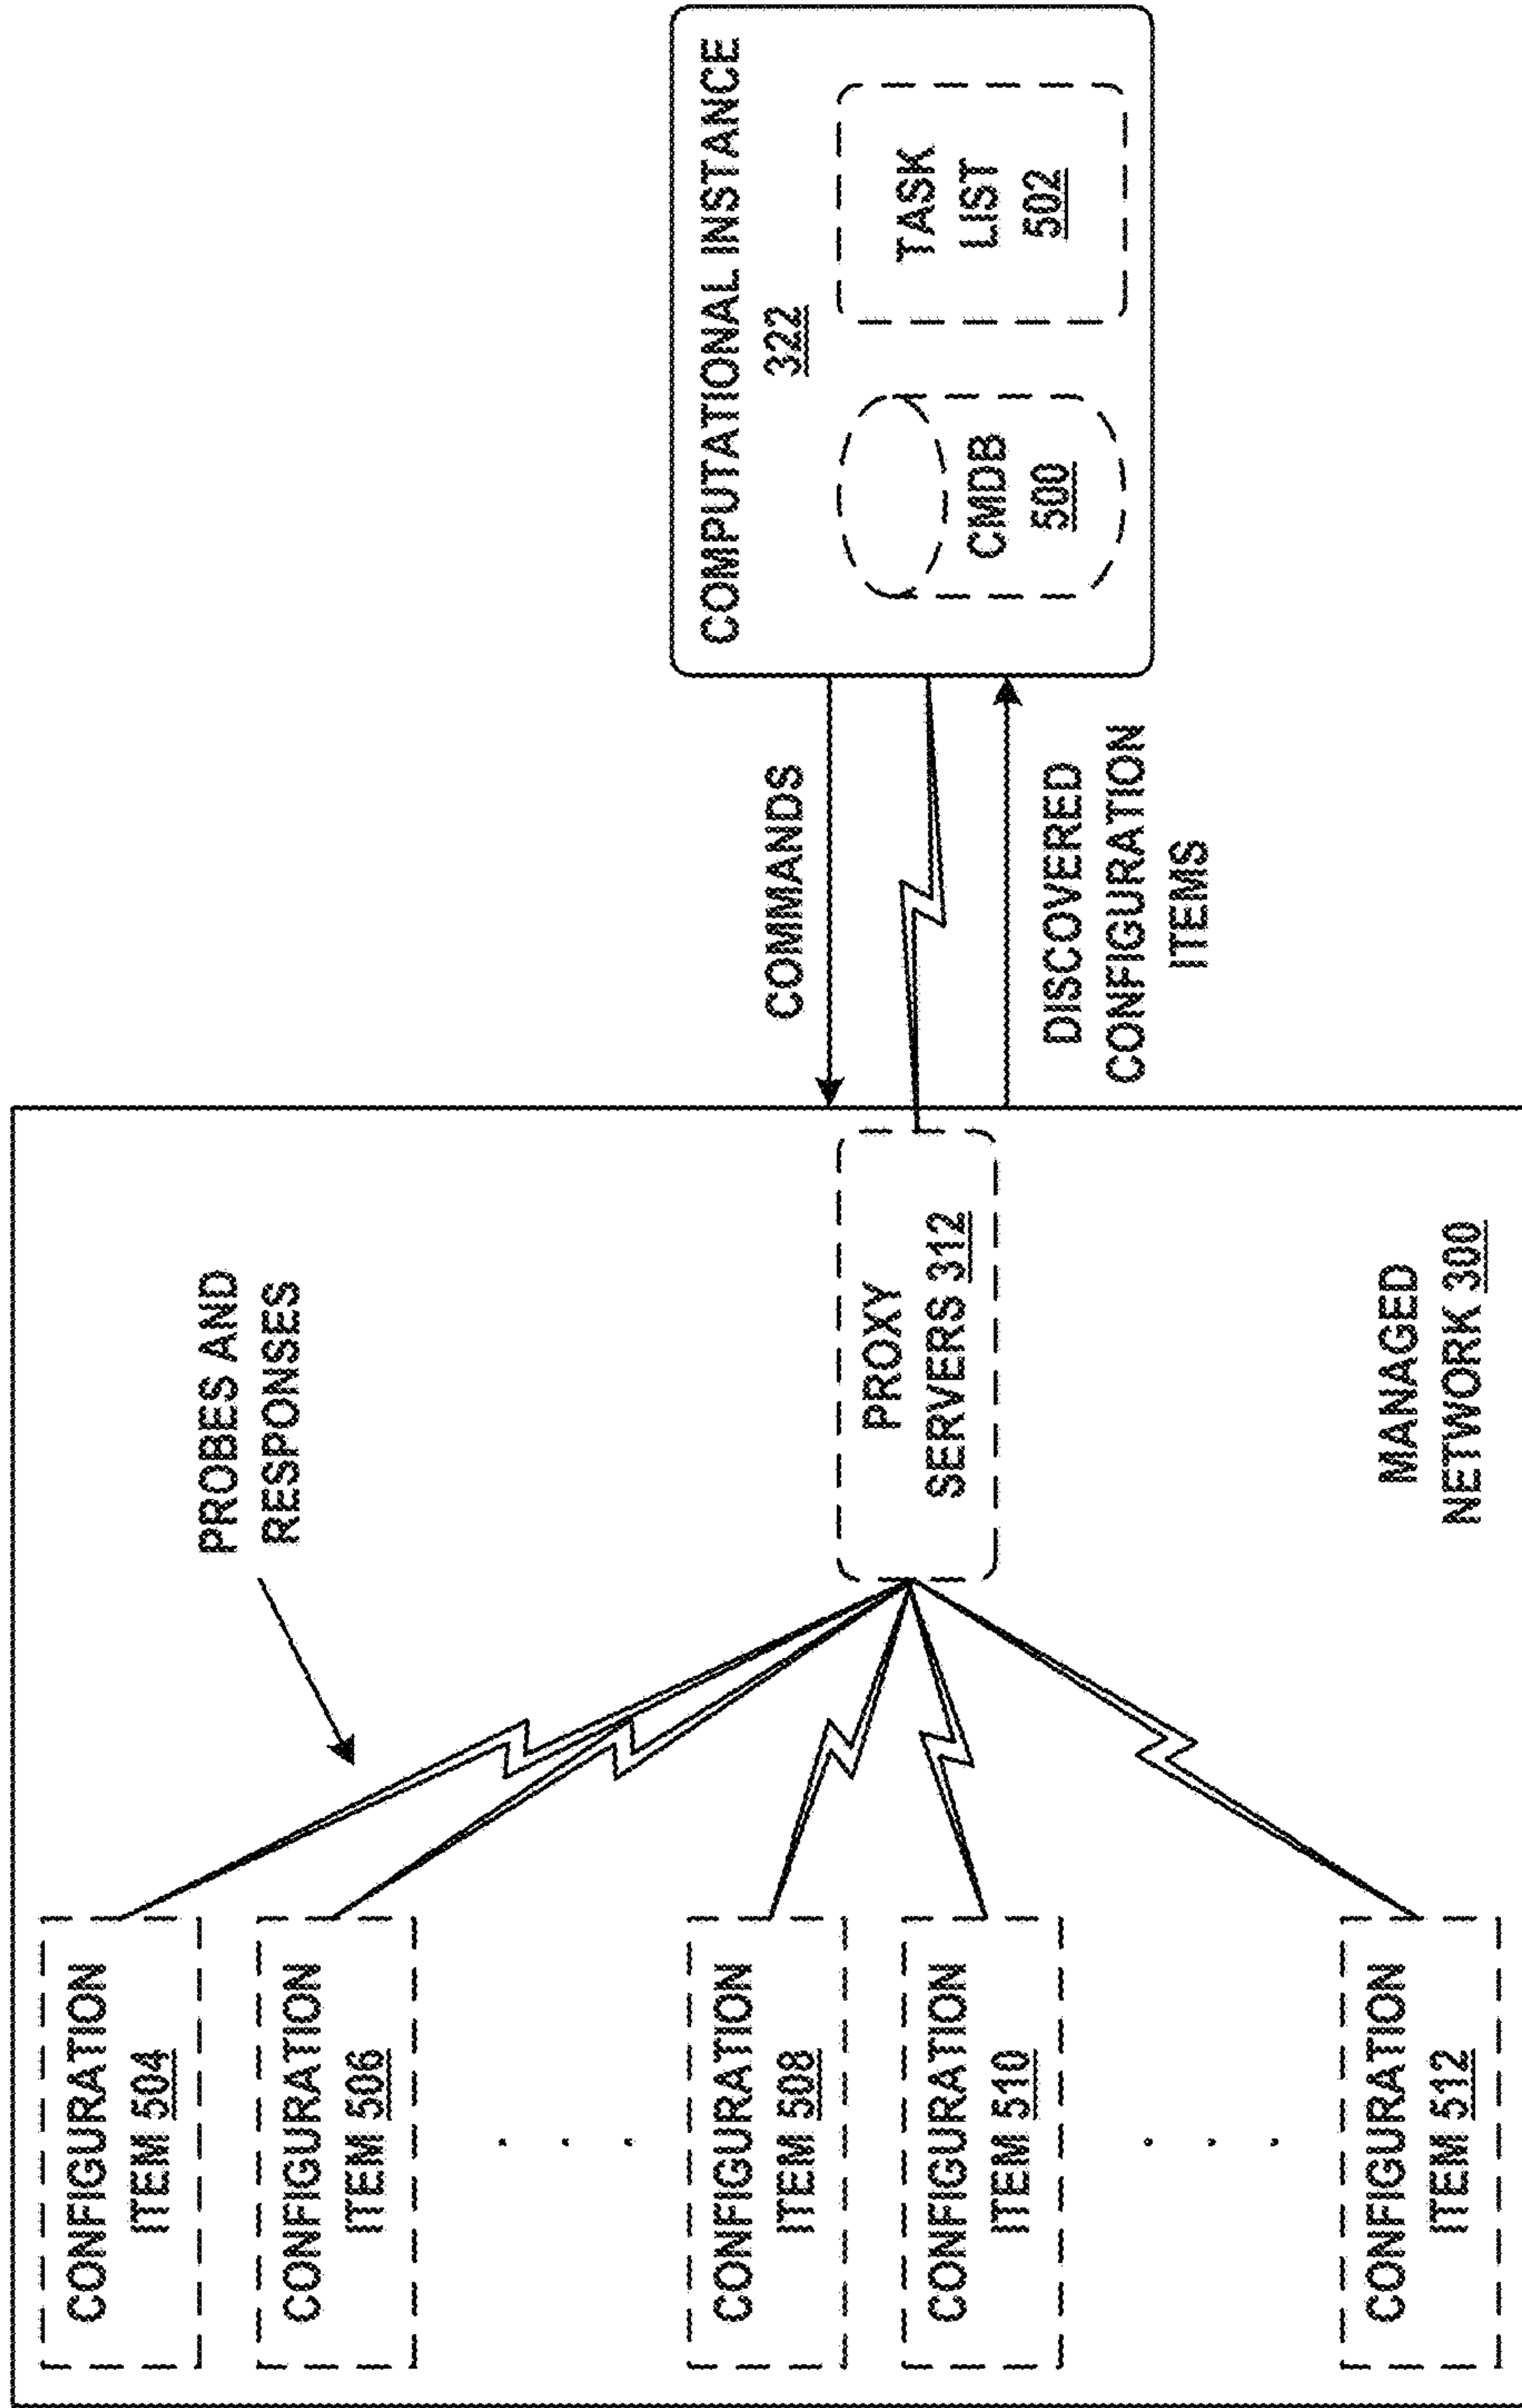 CONFIGURATION
ITEM 504
CONFIGURATION
ITEM 506
. . .
CONFIGURATION
ITEM 508
CONFIGURATION
ITEM 510
. . .
CONFIGURATION
ITEM 512
PROBES AND
RESPONSES
PROXY
SERVERS 312
MANAGED
NETWORK 300
COMMANDS
DISCOVERED
CONFIGURATION
ITEMS
COMPUTATIONAL INSTANCE
322
CMDB
500
TASK
LIST
502